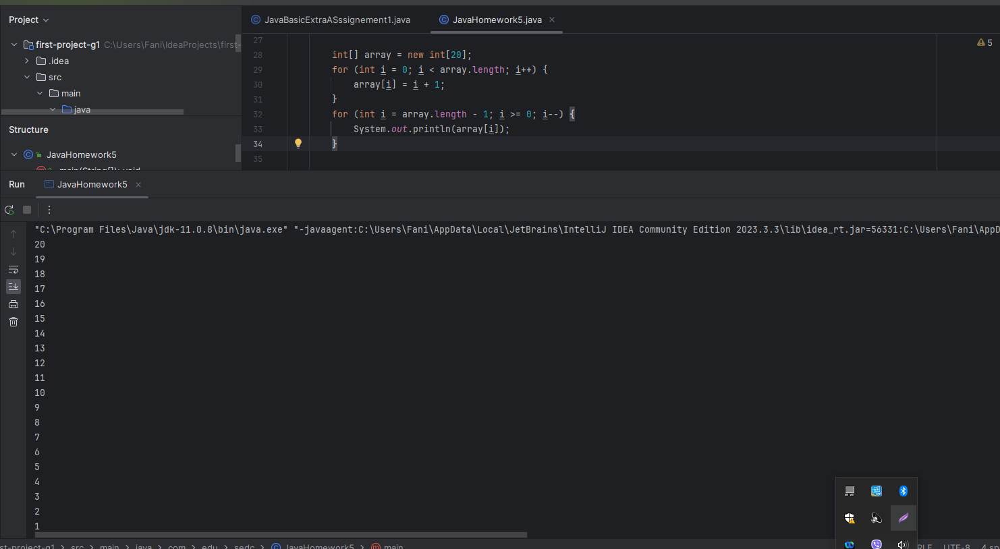 Project
first-project-g1 C:\Users\Fani\IdeaProjects\first-
.idea
src
main
java
Structure
JavaHomework5
main(String[]): void
JavaBasicExtraASssignement1.java
JavaHomework5.java
5
27
28 int[] array = new int[20];
29 for (int i = 0; i < array.length; i++) {
30 array[i] = i + 1;
31 }
32 for (int i = array.length - 1; i >= 0; i--) {
33 System.out.println(array[i]);
34 }
35
Run JavaHomework5
"C:\Program Files\Java\jdk-11.0.8\bin\java.exe" "-javaagent:C:\Users\Fani\AppData\Local\JetBrains\IntelliJ IDEA Community Edition 2023.3.3\lib\idea_rt.jar=56331:C:\Users\Fani\AppD
20
19
18
17
16
15
14
13
12
11
10
9
8
7
6
5
4
3
2
1
st-project-g1 > src > main > java > com > edu > sedc > JavaHomework5 > main
RLF UTF-8 4 sp